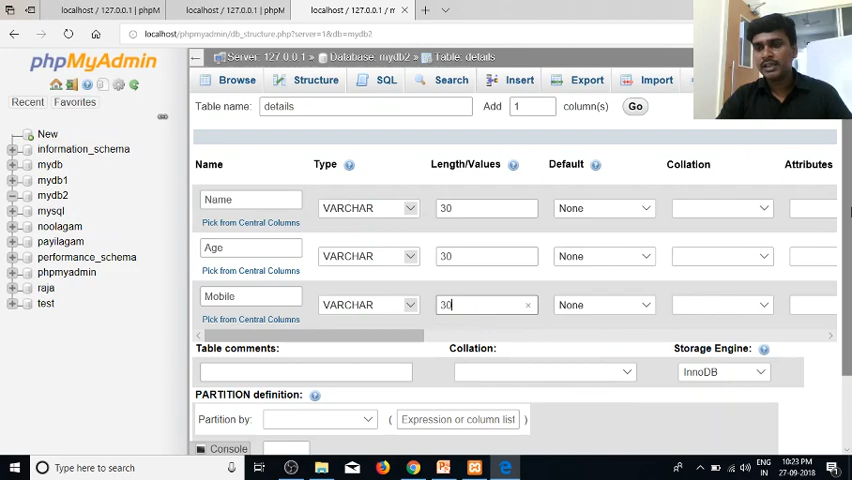 localhost / 127.0.0.1 | phpM
localhost / 127.0.0.1 | phpM
localhost / 127.0.0.1 / m
localhost/phpmyadmin/db_structure.php?server=1&db=mydb2
phpMyAdmin
Recent
Favorites
New
information_schema
mydb
mydb1
mydb2
mysql
noolagam
payilagam
performance_schema
phpmyadmin
raja
test
Server: 127.0.0.1 » Database: mydb2 » Table: details
Browse
Structure
SQL
Search
Insert
Export
Import
Table name: details
Add 1 column(s) Go
Name
Type
Length/Values
Default
Collation
Attributes
Name
VARCHAR
30
None
Pick from Central Columns
Age
VARCHAR
30
None
Pick from Central Columns
Mobile
VARCHAR
30
None
Pick from Central Columns
Table comments:
Collation:
Storage Engine:
InnoDB
PARTITION definition:
Partition by:
( Expression or column list )
Console
Type here to search
ENG
IN
10:23 PM
27-09-2018